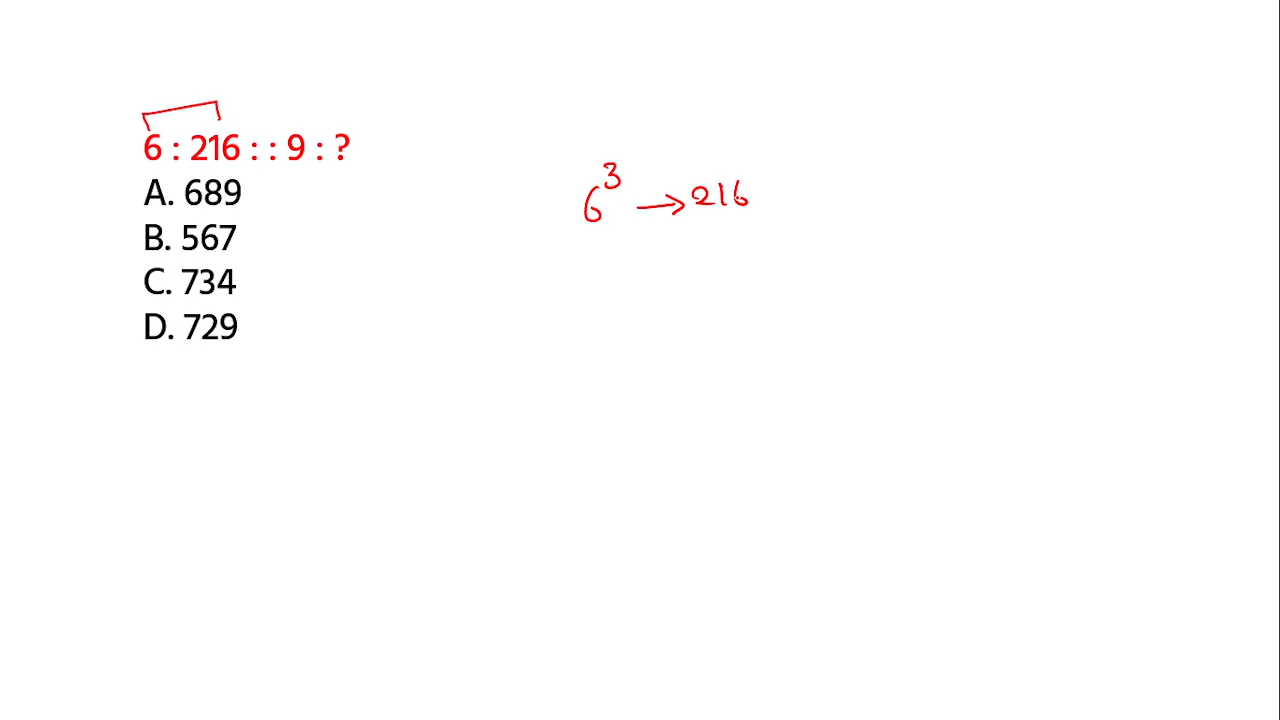 6 : 216 : : 9 : ?
A. 689
B. 567
C. 734
D. 729
6³ → 216